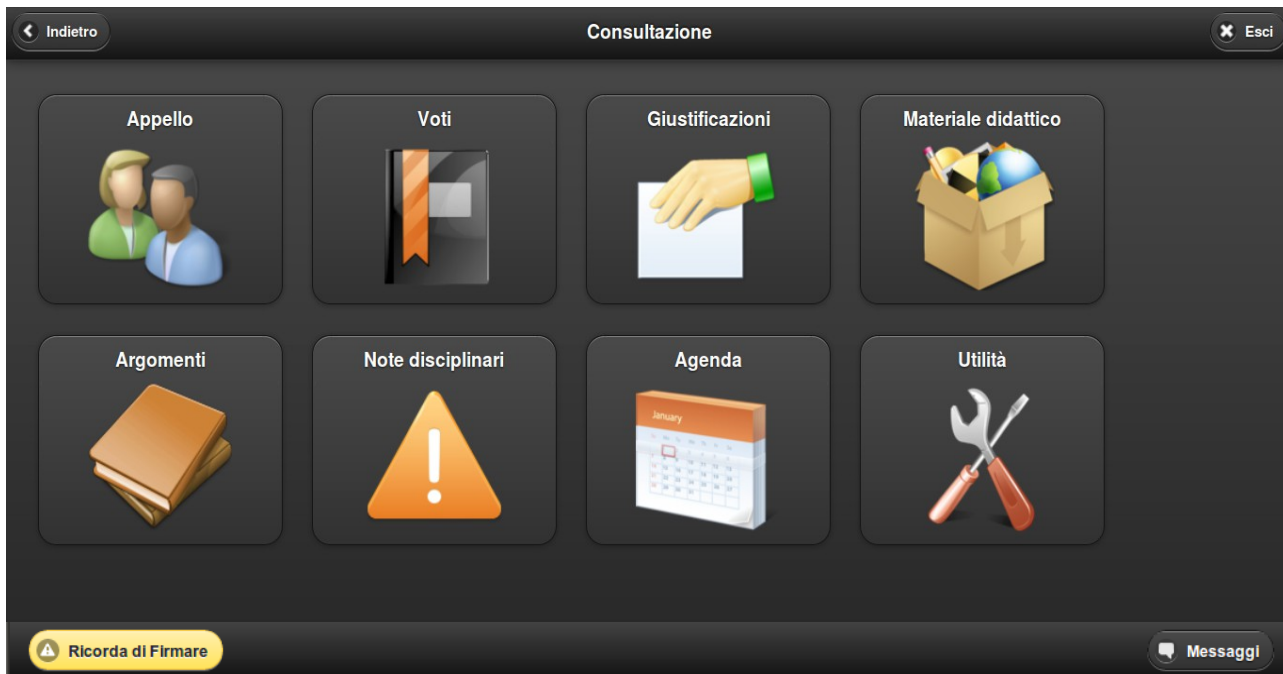 Indietro
Consultazione
Esci
Appello
Voti
Giustificazioni
Materiale didattico
Argomenti
Note disciplinari
Agenda
Utilità
January
Ricorda di Firmare
Messaggi